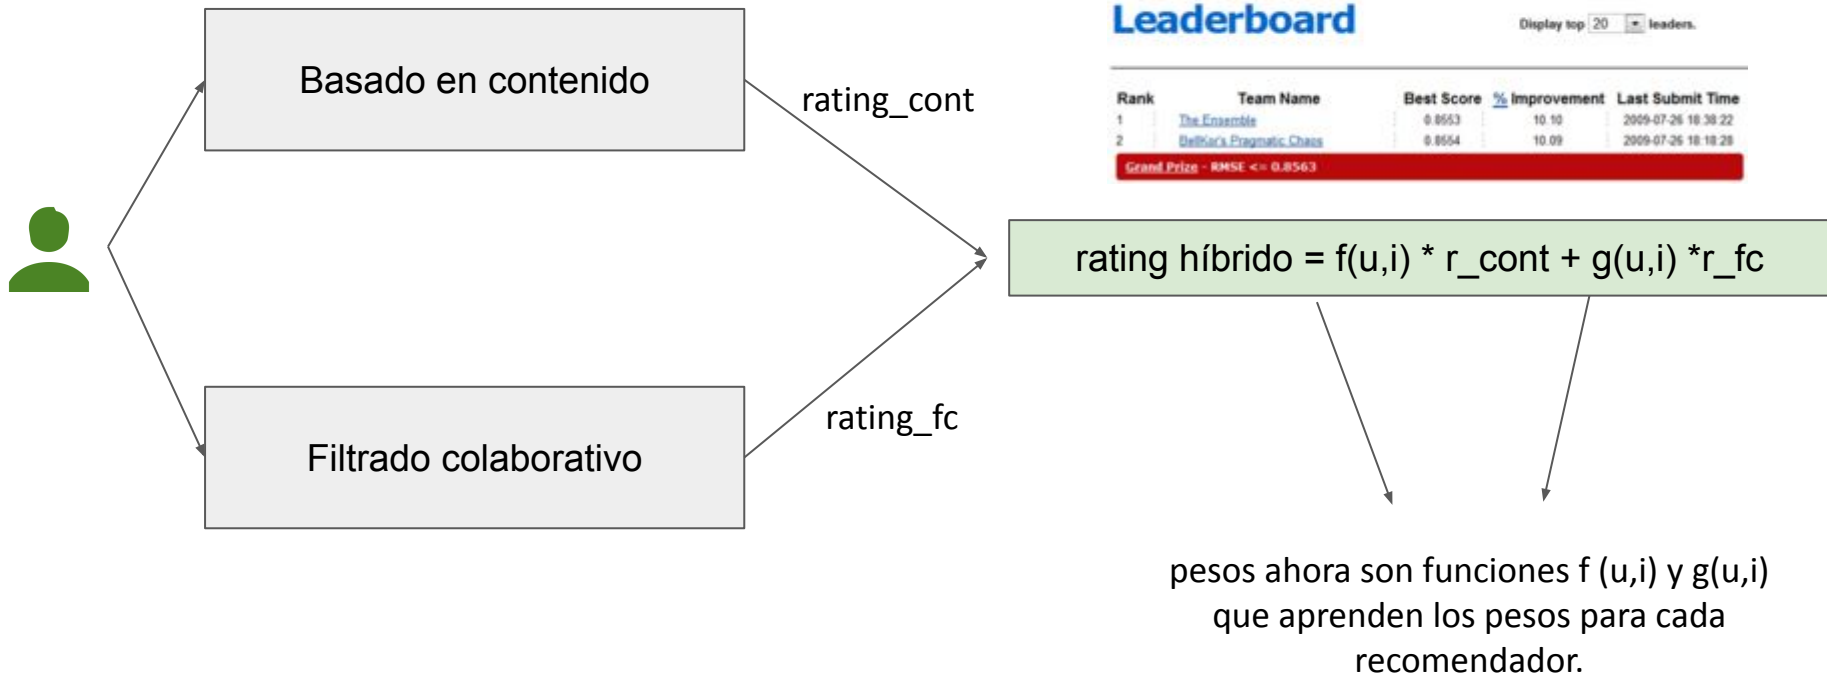 Leaderboard
Display top 20 leaders.
Rank Team Name Best Score % Improvement Last Submit Time
1 The Ensemble 0.8553 10.10 2009-07-26 18:38:22
2 BellKor's Pragmatic Chaos 0.8554 10.09 2009-07-26 18:18:28
Grand Prize - RMSE <= 0.8563
Basado en contenido
rating_cont
rating híbrido = f(u,i) * r_cont + g(u,i) *r_fc
Filtrado colaborativo
rating_fc
pesos ahora son funciones f (u,i) y g(u,i)
que aprenden los pesos para cada
recomendador.